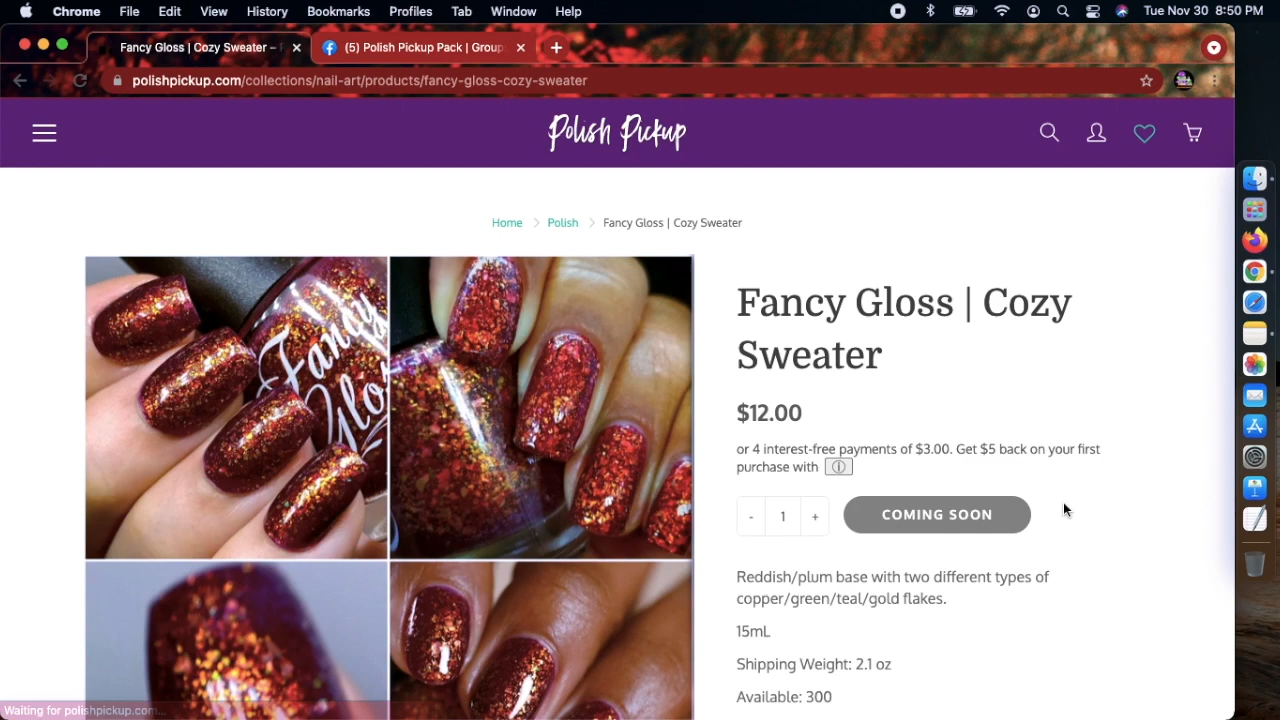 Chrome File Edit View History Bookmarks Profiles Tab Window Help Tue Nov 30 8:50 PM
Fancy Gloss | Cozy Sweater – (5) Polish Pickup Pack | Group
polishpickup.com/collections/nail-art/products/fancy-gloss-cozy-sweater
Polish Pickup
Home > Polish > Fancy Gloss | Cozy Sweater
Fancy
Gloss
Fancy Gloss | Cozy
Sweater
$12.00
or 4 interest-free payments of $3.00. Get $5 back on your first
purchase with ⓘ
- 1 + COMING SOON
Reddish/plum base with two different types of
copper/green/teal/gold flakes.
15mL
Shipping Weight: 2.1 oz
Available: 300
Waiting for polishpickup.com...